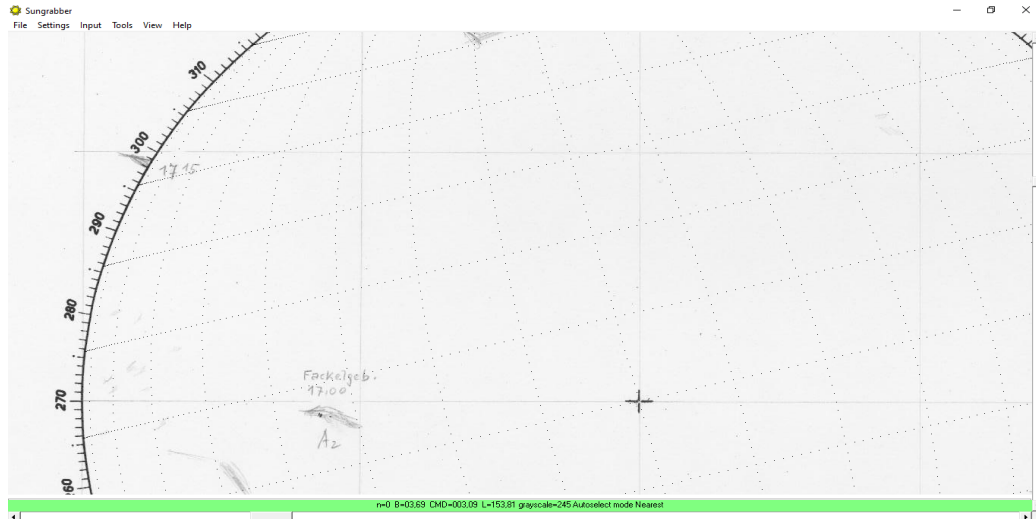 Sungrabber
File Settings Input Tools View Help
310
300
17 15
290
280
Fackelgeb.
17:00
270
A2
60
n=0 B=03,69 CMD=003,09 L=153,81 grayscale=245 Autoselect mode Nearest